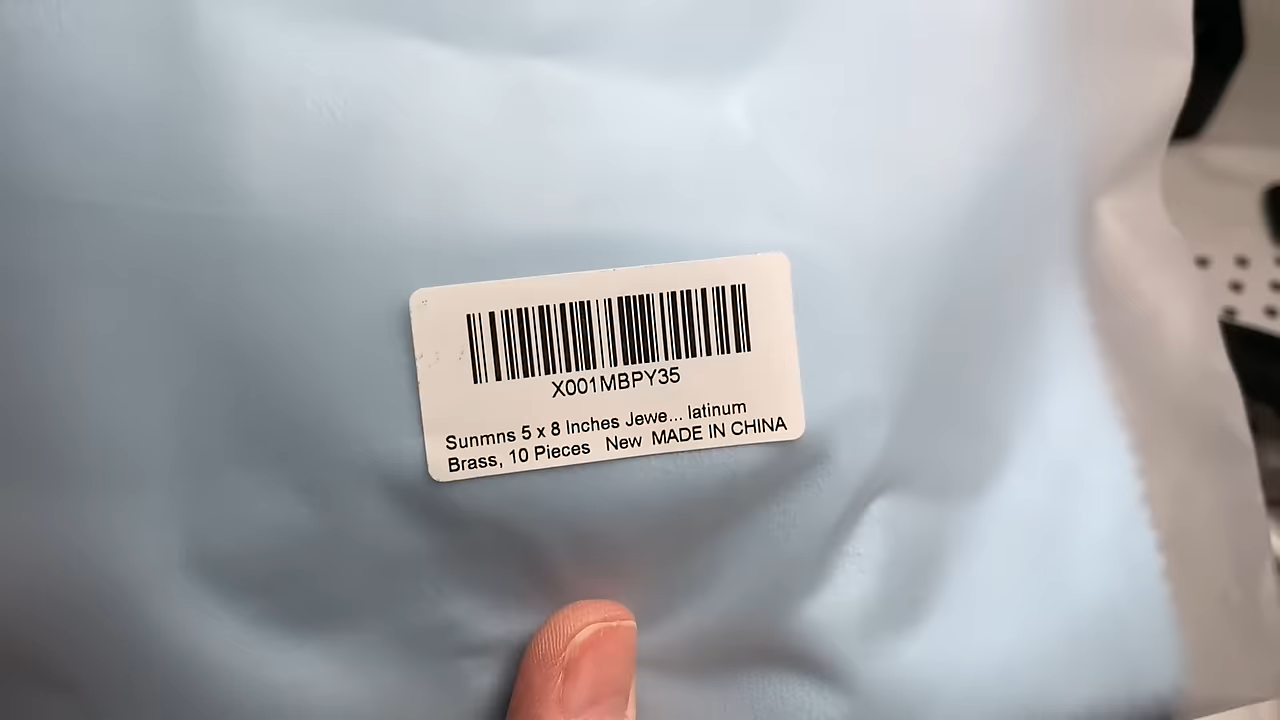 X001MBPY35
Sunmns 5 x 8 Inches Jewe... latinum
Brass, 10 Pieces New MADE IN CHINA